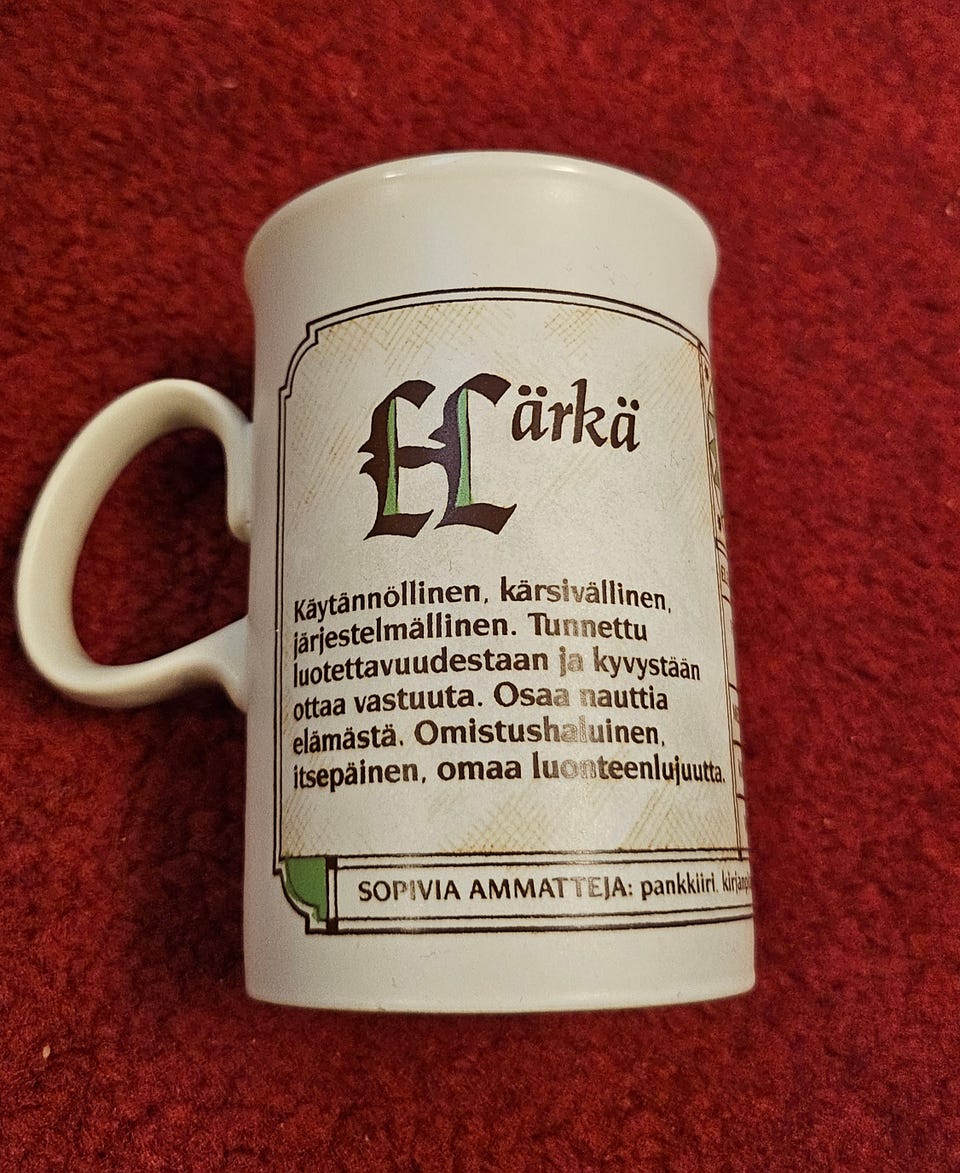 Härkä
Käytännöllinen, kärsivällinen,
järjestelmällinen. Tunnettu
luotettavuudestaan ja kyvystään
ottaa vastuuta. Osaa nauttia
elämästä. Omistushaluinen,
itsepäinen, omaa luonteenlujuutta.
SOPIVIA AMMATTEJA: pankkiiri,